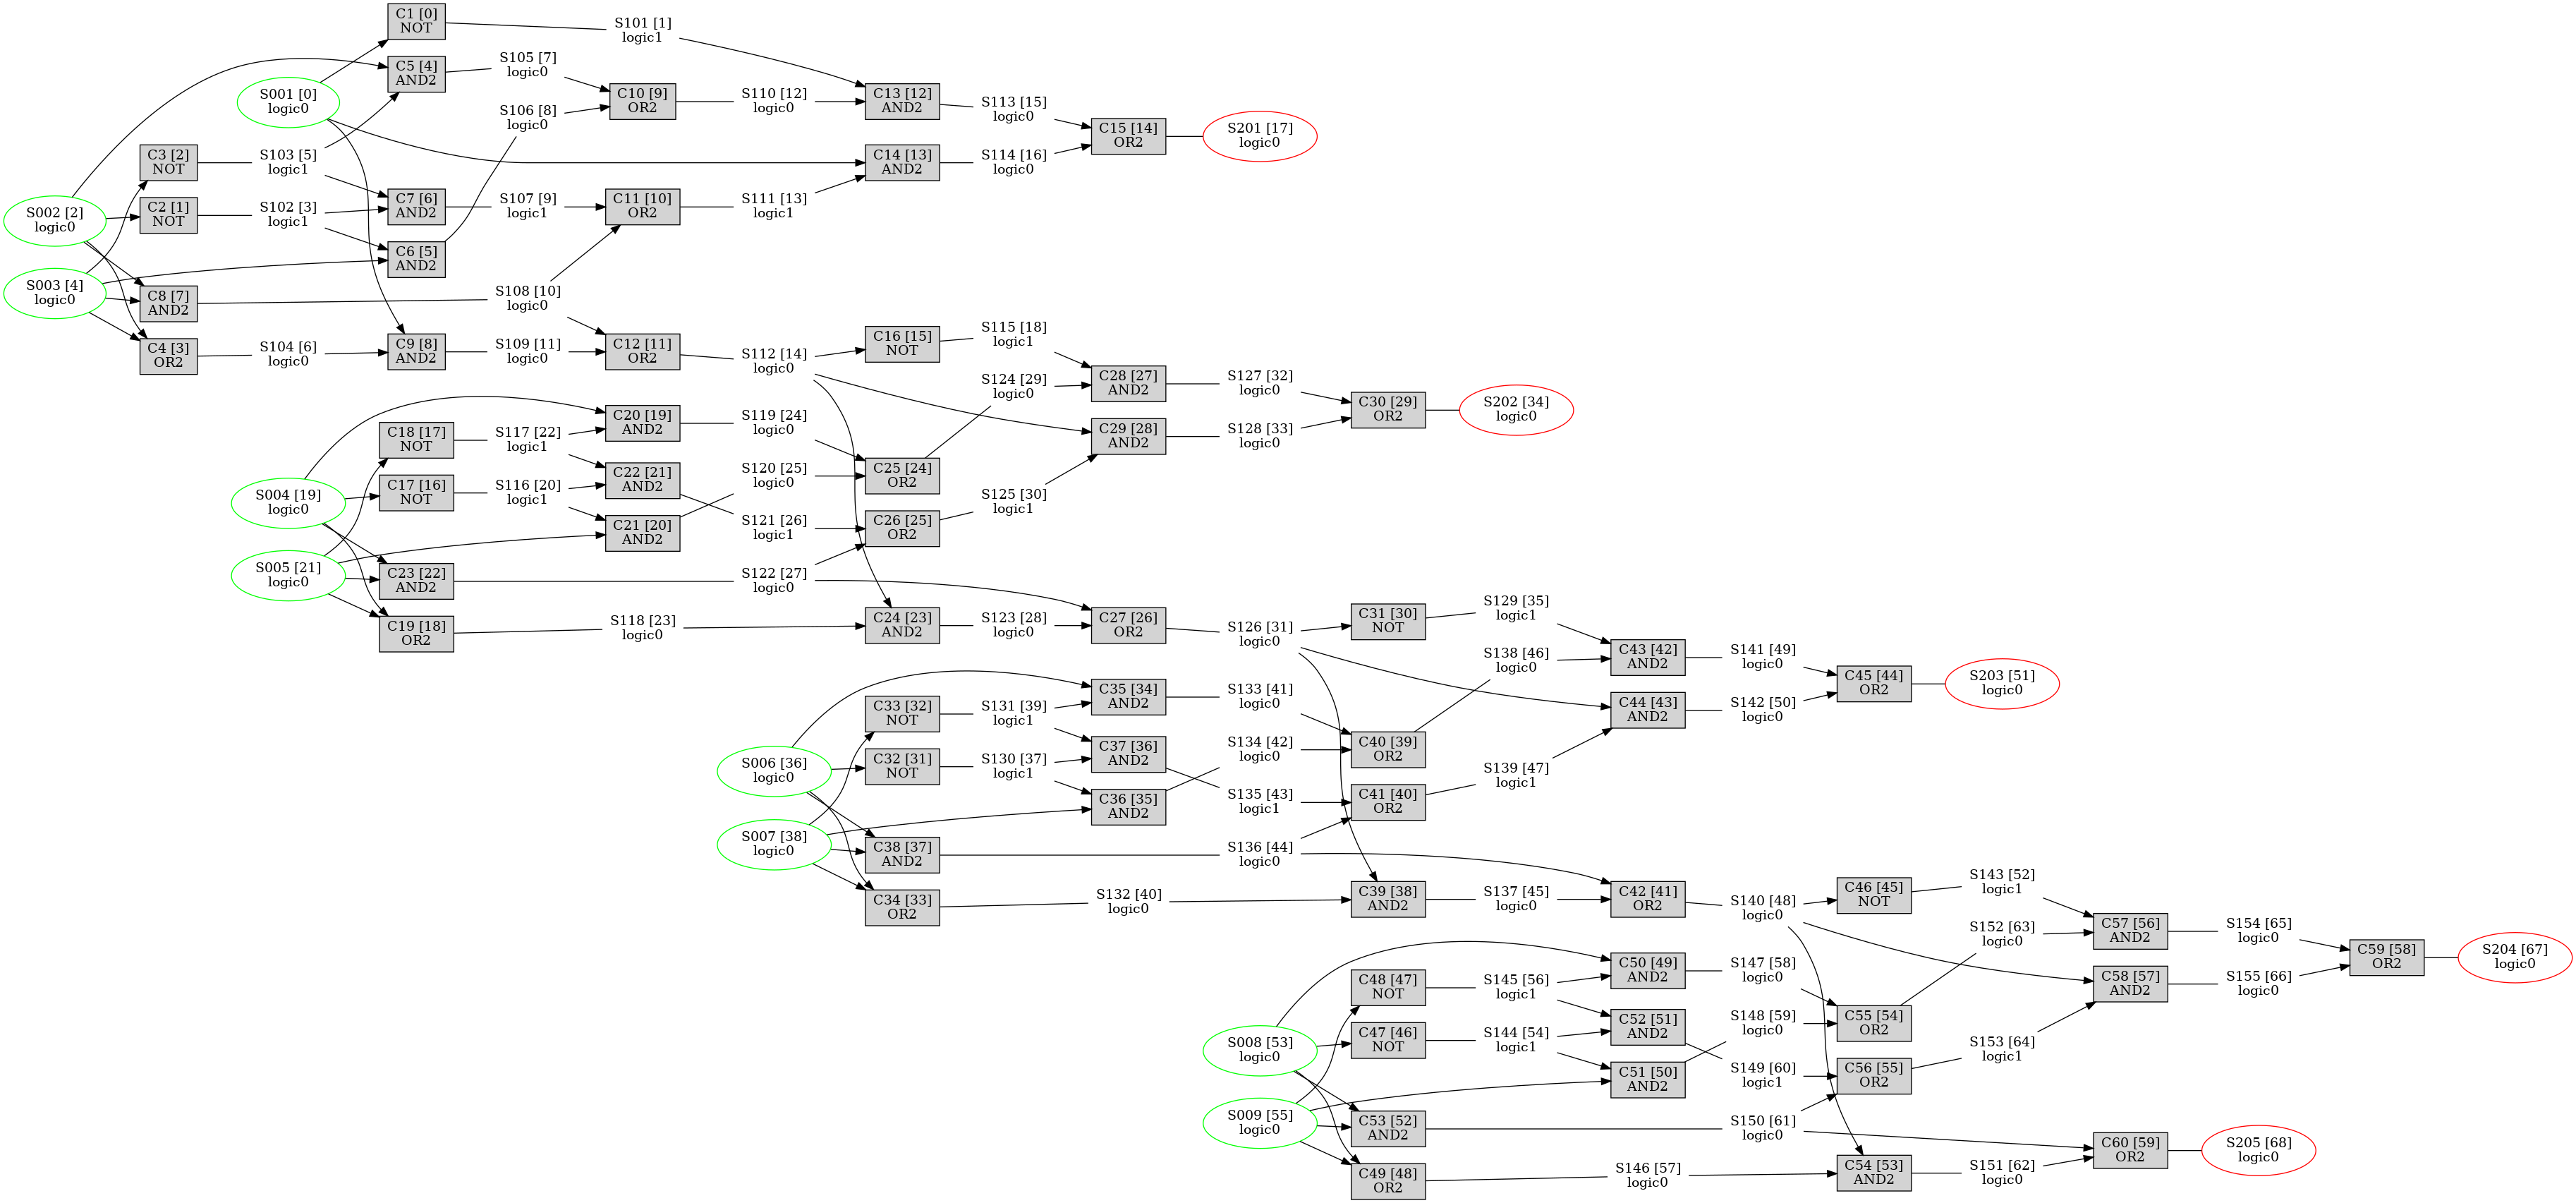 C1 [0]
NOT
S101 [1]
logic1
C5 [4]
AND2
S105 [7]
logic0
S001 [0]
logic0
C10 [9]
OR2
S110 [12]
logic0
C13 [12]
AND2
S106 [8]
logic0
S113 [15]
logic0
C15 [14]
OR2
S201 [17]
logic0
C3 [2]
NOT
S103 [5]
logic1
C14 [13]
AND2
S114 [16]
logic0
S002 [2]
logic0
C2 [1]
NOT
S102 [3]
logic1
C7 [6]
AND2
S107 [9]
logic1
C11 [10]
OR2
S111 [13]
logic1
C6 [5]
AND2
S003 [4]
logic0
C8 [7]
AND2
S108 [10]
logic0
C4 [3]
OR2
S104 [6]
logic0
C9 [8]
AND2
S109 [11]
logic0
C12 [11]
OR2
S112 [14]
logic0
C16 [15]
NOT
S115 [18]
logic1
S124 [29]
logic0
C28 [27]
AND2
S127 [32]
logic0
C30 [29]
OR2
S202 [34]
logic0
C20 [19]
AND2
S119 [24]
logic0
C29 [28]
AND2
S128 [33]
logic0
C18 [17]
NOT
S117 [22]
logic1
C22 [21]
AND2
S120 [25]
logic0
C25 [24]
OR2
S004 [19]
logic0
C17 [16]
NOT
S116 [20]
logic1
S125 [30]
logic1
C21 [20]
AND2
S121 [26]
logic1
C26 [25]
OR2
S005 [21]
logic0
C23 [22]
AND2
S122 [27]
logic0
C19 [18]
OR2
S118 [23]
logic0
C24 [23]
AND2
S123 [28]
logic0
C27 [26]
OR2
S126 [31]
logic0
C31 [30]
NOT
S129 [35]
logic1
S138 [46]
logic0
C43 [42]
AND2
S141 [49]
logic0
C45 [44]
OR2
S203 [51]
logic0
C35 [34]
AND2
S133 [41]
logic0
C44 [43]
AND2
S142 [50]
logic0
C33 [32]
NOT
S131 [39]
logic1
C37 [36]
AND2
S134 [42]
logic0
C40 [39]
OR2
S006 [36]
logic0
C32 [31]
NOT
S130 [37]
logic1
S139 [47]
logic1
C36 [35]
AND2
S135 [43]
logic1
C41 [40]
OR2
S007 [38]
logic0
C38 [37]
AND2
S136 [44]
logic0
C34 [33]
OR2
S132 [40]
logic0
C39 [38]
AND2
S137 [45]
logic0
C42 [41]
OR2
S140 [48]
logic0
C46 [45]
NOT
S143 [52]
logic1
S152 [63]
logic0
C57 [56]
AND2
S154 [65]
logic0
C59 [58]
OR2
S204 [67]
logic0
C50 [49]
AND2
S147 [58]
logic0
C58 [57]
AND2
S155 [66]
logic0
C48 [47]
NOT
S145 [56]
logic1
C52 [51]
AND2
S148 [59]
logic0
C55 [54]
OR2
S008 [53]
logic0
C47 [46]
NOT
S144 [54]
logic1
S153 [64]
logic1
C51 [50]
AND2
S149 [60]
logic1
C56 [55]
OR2
S009 [55]
logic0
C53 [52]
AND2
S150 [61]
logic0
C60 [59]
OR2
S205 [68]
logic0
C49 [48]
OR2
S146 [57]
logic0
C54 [53]
AND2
S151 [62]
logic0